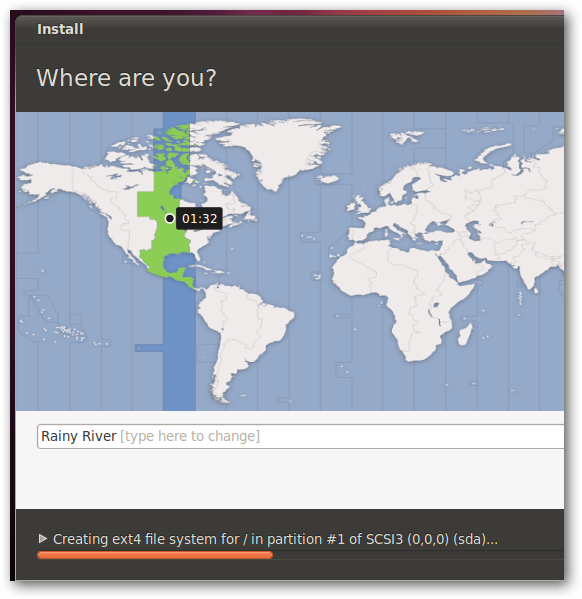 Install
Where are you?
01:32
Rainy River [type here to change]
Creating ext4 file system for / in partition #1 of SCSI3 (0,0,0) (sda)...